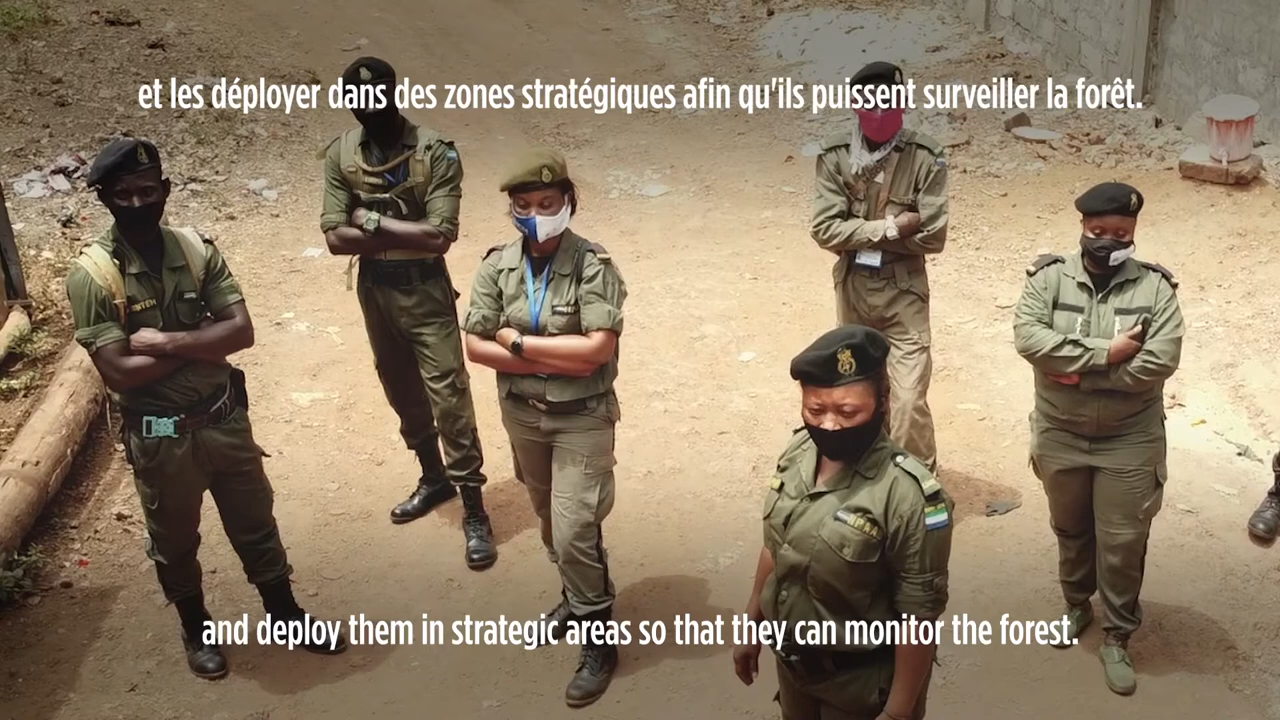 et les déployer dans des zones stratégiques afin qu'ils puissent surveiller la forêt.
and deploy them in strategic areas so that they can monitor the forest.